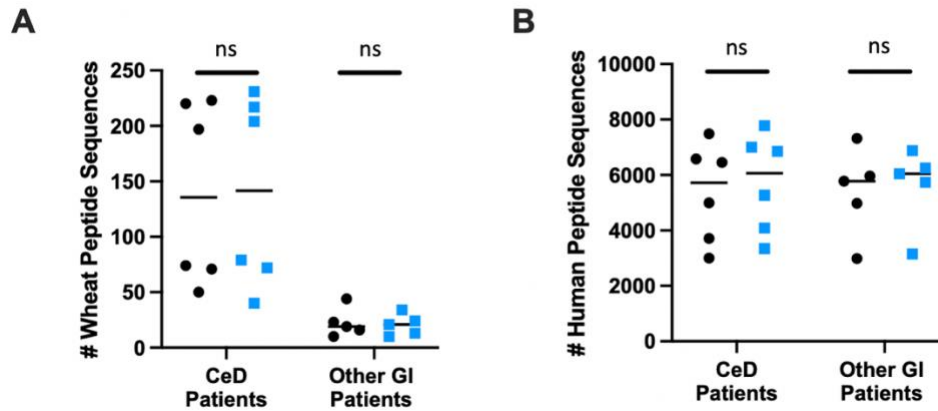 A
ns
ns
# Wheat Peptide Sequences
250
200
150
100
50
0
CeD
Patients
Other GI
Patients
B
ns
ns
# Human Peptide Sequences
10000
8000
6000
4000
2000
0
CeD
Patients
Other GI
Patients